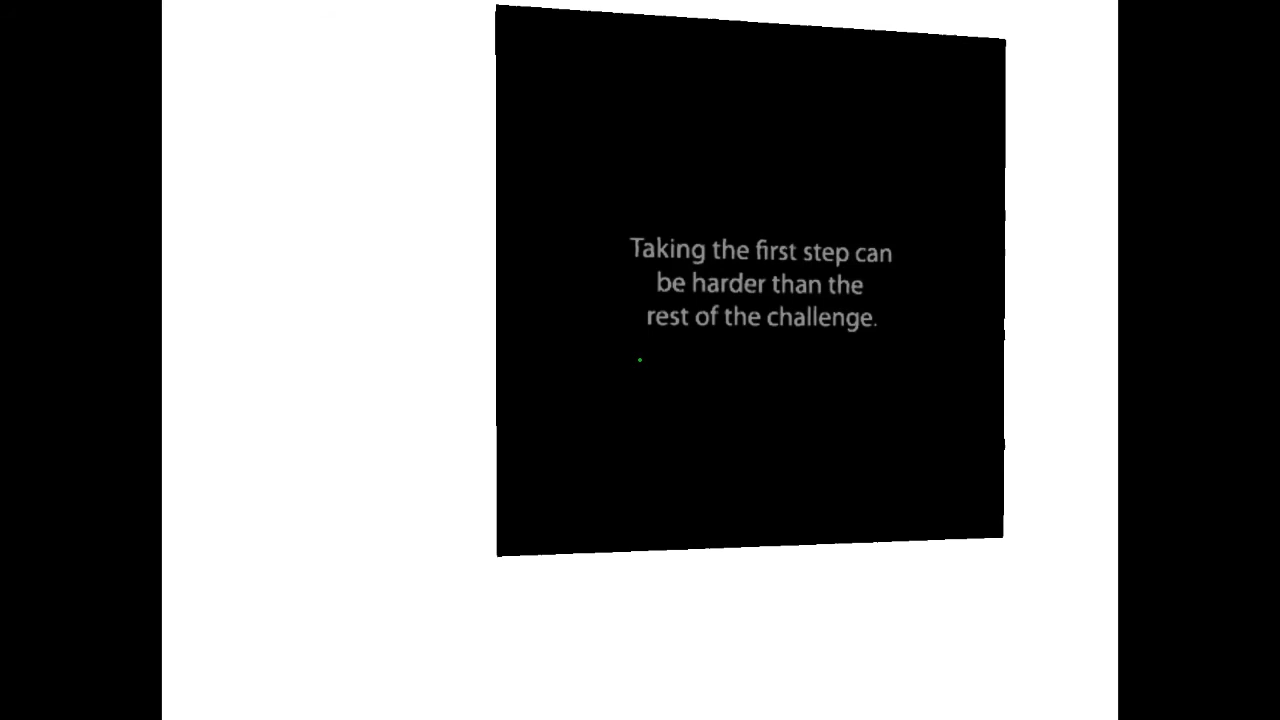 Taking the first step can
be harder than the
rest of the challenge.